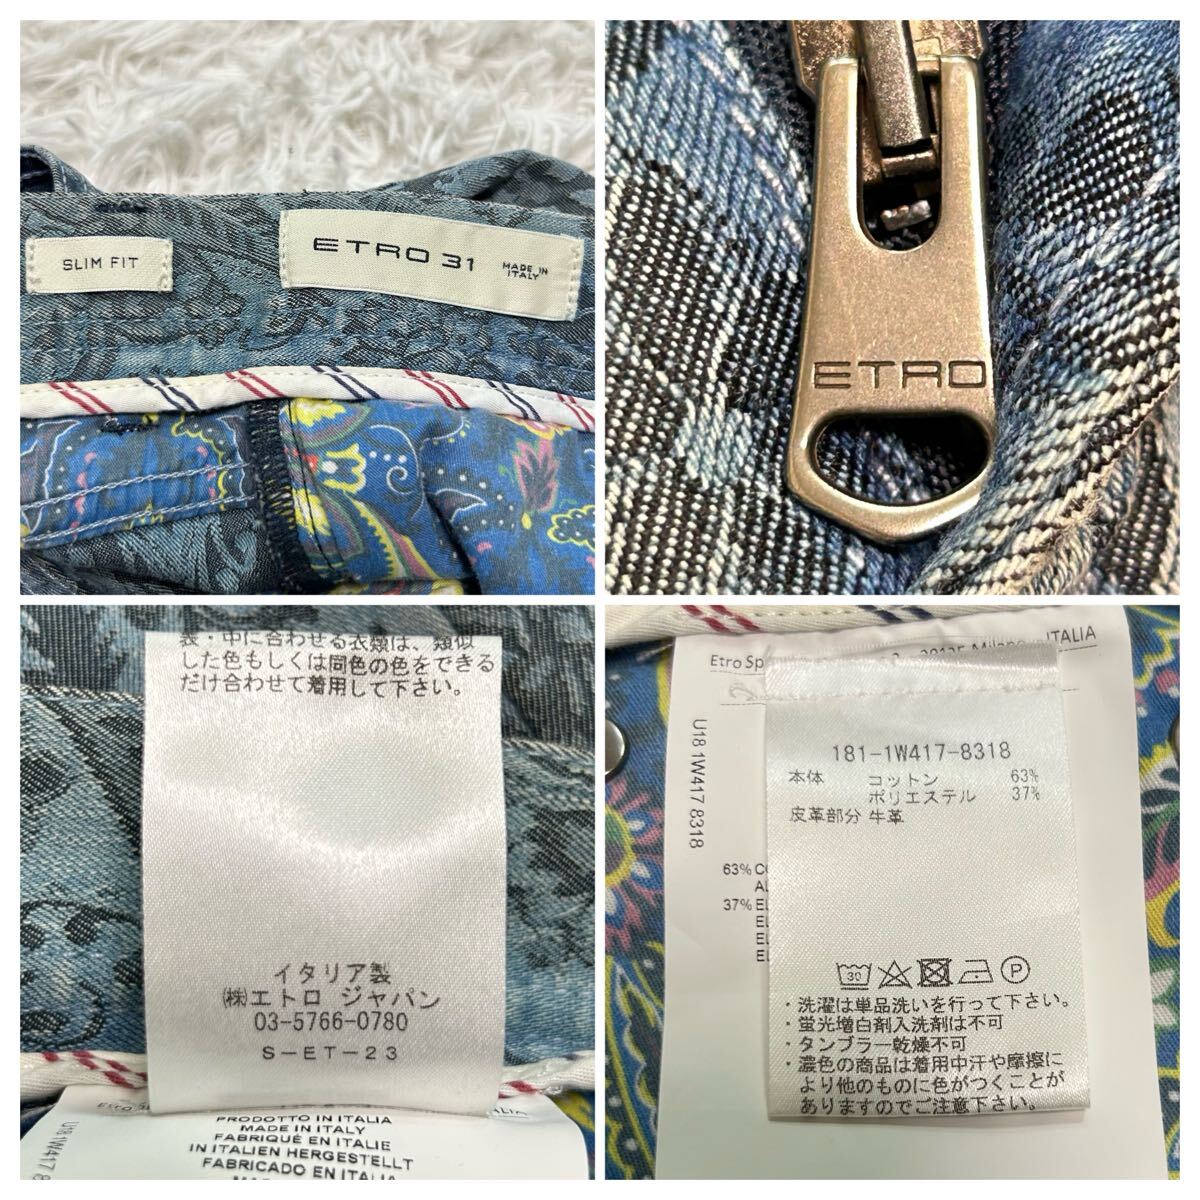 SLIM FIT
ETRO 31
MADE IN
ITALY
ETRO
中に合わせる衣類は、類似
した色もしくは同色の色をできる
だけ合わせて着用して下さい。
イタリア製
㈱エトロ ジャパン
03-5766-0780
S-ET-23
PRODOTTO IN ITALIA
MADE IN ITALY
FABRIQUÉ EN ITALIE
IN ITALIEN HERGESTELLT
FABRICADO EN ITALIA
U18 1W417 8
Etro Sp
ITALIA
U18 1W417 8318
63%
37%
181-1W417-8318
本体 コットン 63%
ポリエステル 37%
皮革部分 牛革
30
P
・洗濯は単品洗いを行って下さい。
・蛍光増白剤入洗剤は不可
・タンブラー乾燥不可
・濃色の商品は着用中汗や摩擦に
より他のものに色がつくことが
ありますのでご注意下さい。